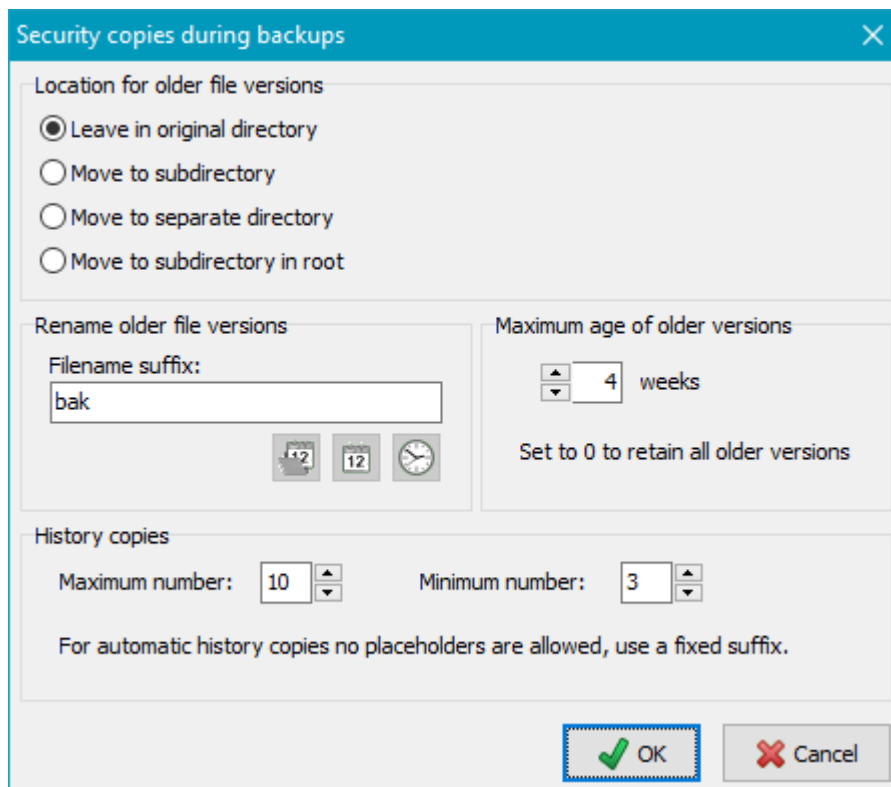 Security copies during backups
Location for older file versions
Leave in original directory
Move to subdirectory
Move to separate directory
Move to subdirectory in root
Rename older file versions
Filename suffix:
bak
12
12
Maximum age of older versions
4 weeks
Set to 0 to retain all older versions
History copies
Maximum number: 10 Minimum number: 3
For automatic history copies no placeholders are allowed, use a fixed suffix.
OK Cancel